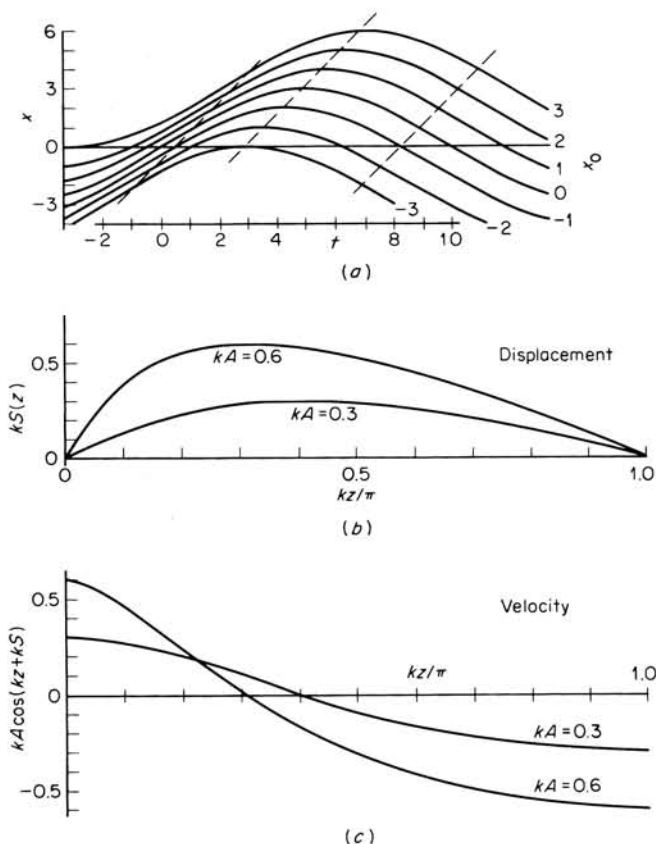 6
3
x
0
-3
3
2
1
x₀
0
-1
-2
-3
-2 0 2 4 t 6 8 10
(a)
0.5
kS(z)
0
kA=0.6
kA=0.3
Displacement
0 0.5 1.0
kz/π
(b)
0.5
kA cos(kz+kS)
0
-0.5
Velocity
kz/π 1.0
kA=0.3
kA=0.6
(c)